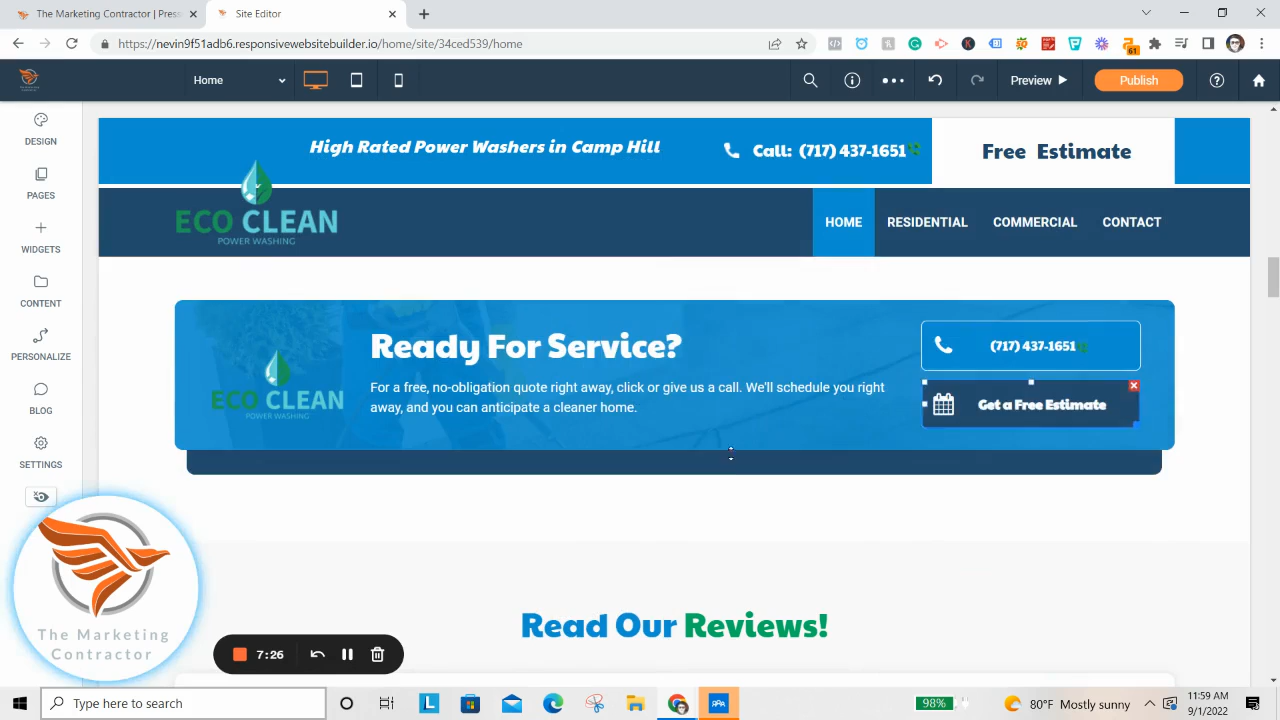 The Marketing Contractor | Press
Site Editor
https://nevin9f51adb6.responsivewebsitebuilder.io/home/site/34ced530/home
61
Home
Preview
Publish
DESIGN
PAGES
WIDGETS
CONTENT
PERSONALIZE
BLOG
SETTINGS
High Rated Power Washers in Camp Hill
Call: (717) 437-1651
Free Estimate
ECO CLEAN
POWER WASHING
HOME
RESIDENTIAL
COMMERCIAL
CONTACT
Ready For Service?
For a free, no-obligation quote right away, click or give us a call. We'll schedule you right
away, and you can anticipate a cleaner home.
ECO CLEAN
POWER WASHING
(717) 437-1651
Get a Free Estimate
Read Our Reviews!
The Marketing
Contractor
7:26
Type here to search
98%
80°F Mostly sunny
11:59 AM
9/1/2022